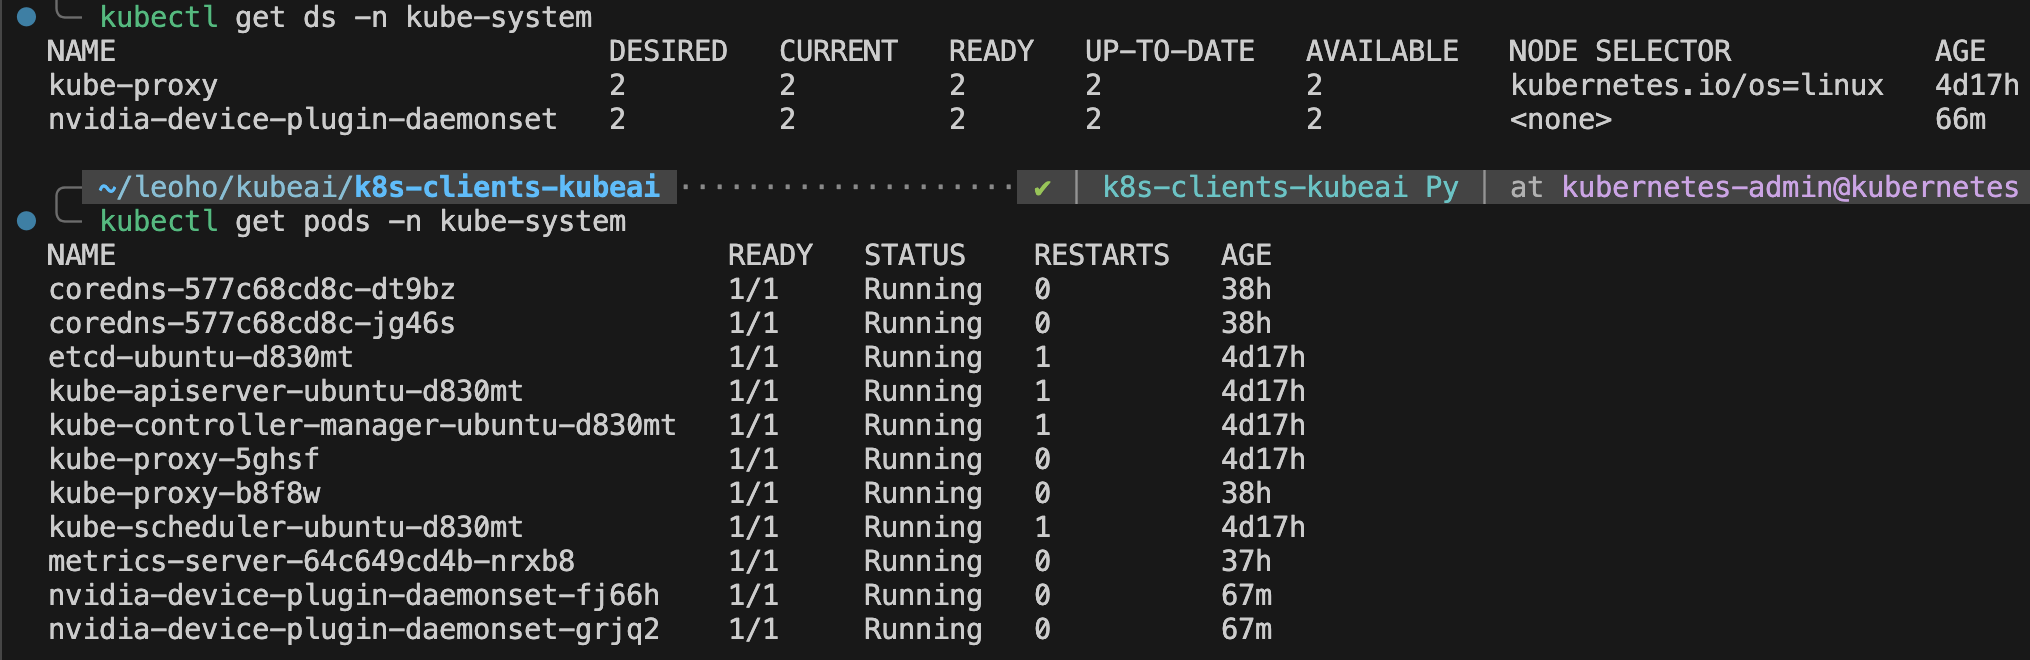 kubectl get ds -n kube-system
NAME DESIRED CURRENT READY UP-TO-DATE AVAILABLE NODE SELECTOR AGE
kube-proxy 2 2 2 2 2 kubernetes.io/os=linux 4d17h
nvidia-device-plugin-daemonset 2 2 2 2 2 <none> 66m
~/leoho/kubeai/k8s-clients-kubeai ···················· ✔ │ k8s-clients-kubeai Py │ at kubernetes-admin@kubernetes
kubectl get pods -n kube-system
NAME READY STATUS RESTARTS AGE
coredns-577c68cd8c-dt9bz 1/1 Running 0 38h
coredns-577c68cd8c-jg46s 1/1 Running 0 38h
etcd-ubuntu-d830mt 1/1 Running 1 4d17h
kube-apiserver-ubuntu-d830mt 1/1 Running 1 4d17h
kube-controller-manager-ubuntu-d830mt 1/1 Running 1 4d17h
kube-proxy-5ghsf 1/1 Running 0 4d17h
kube-proxy-b8f8w 1/1 Running 0 38h
kube-scheduler-ubuntu-d830mt 1/1 Running 1 4d17h
metrics-server-64c649cd4b-nrxb8 1/1 Running 0 37h
nvidia-device-plugin-daemonset-fj66h 1/1 Running 0 67m
nvidia-device-plugin-daemonset-grjq2 1/1 Running 0 67m